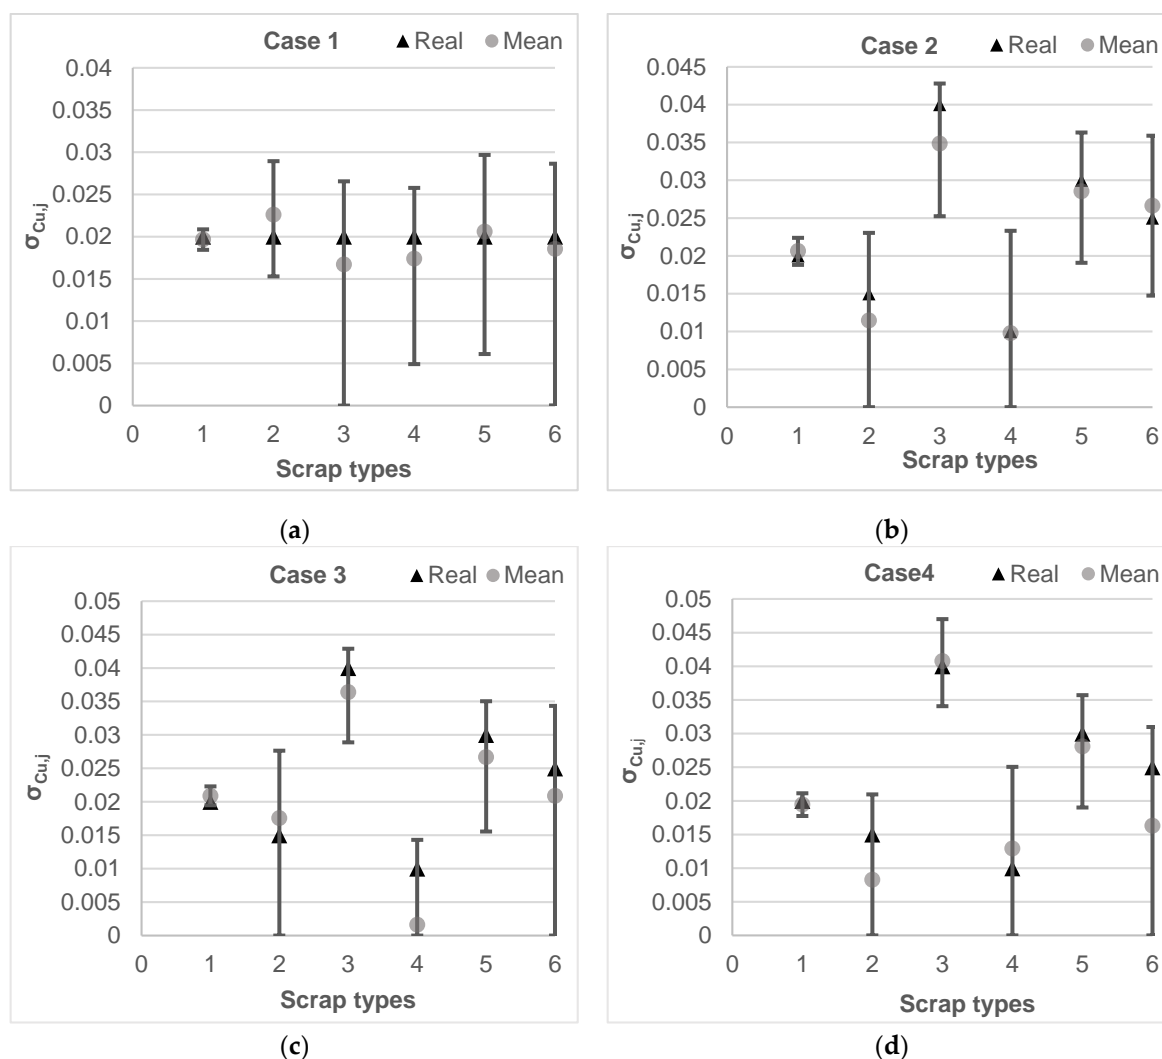 Case 1 ▲ Real ● Mean
0.04
0.035
0.03
0.025
0.02
0.015
0.01
0.005
0
σCu,j
0 1 2 3 4 5 6
Scrap types
(a)
Case 2 ▲ Real ● Mean
0.045
0.04
0.035
0.03
0.025
0.02
0.015
0.01
0.005
0
σCu,j
0 1 2 3 4 5 6
Scrap types
(b)
Case 3 ▲ Real ● Mean
0.05
0.045
0.04
0.035
0.03
0.025
0.02
0.015
0.01
0.005
0
σCu,j
0 1 2 3 4 5 6
Scrap types
(c)
Case4 ▲ Real ● Mean
0.05
0.045
0.04
0.035
0.03
0.025
0.02
0.015
0.01
0.005
0
σCu,j
0 1 2 3 4 5 6
Scrap types
(d)